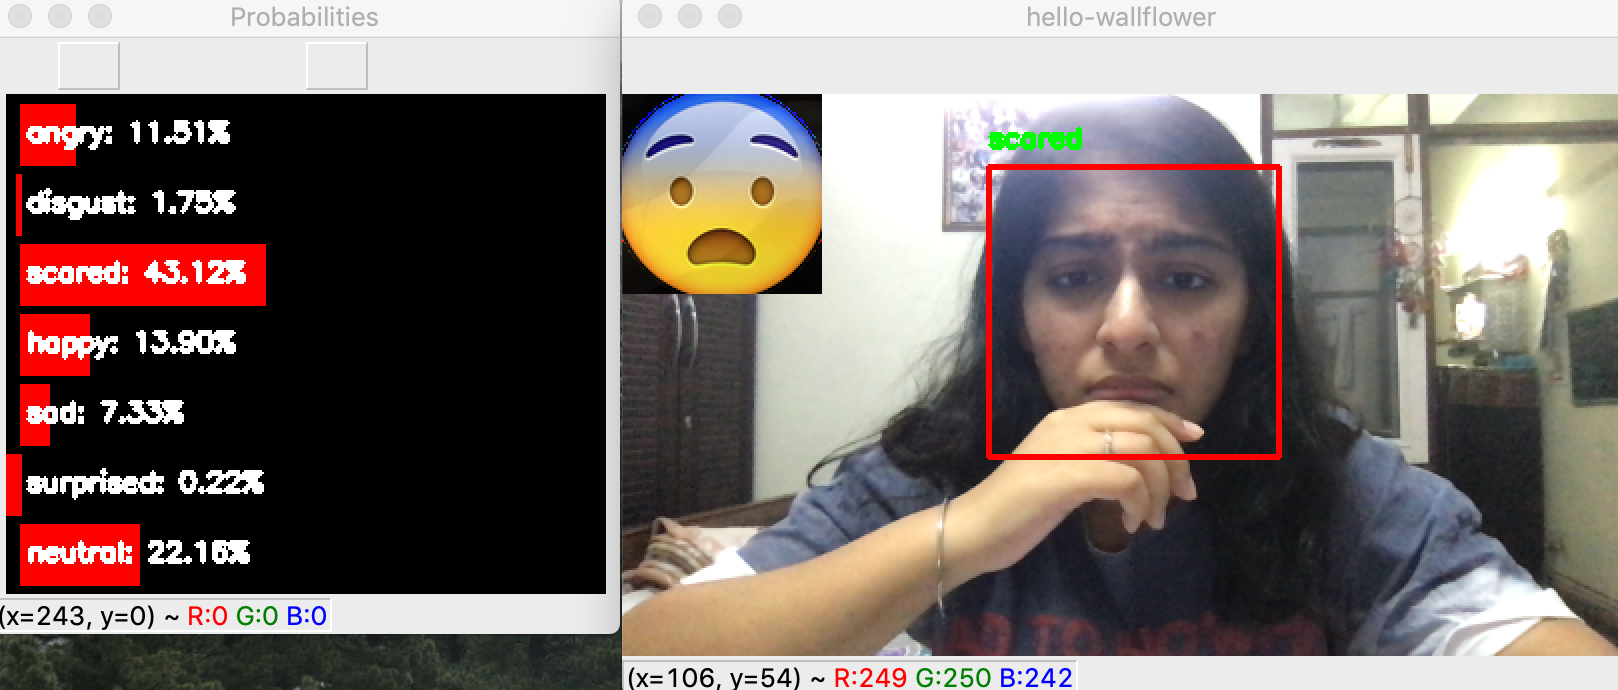 Probabilities
angry: 11.51%
disgust: 1.75%
scared: 43.12%
happy: 13.90%
sad: 7.33%
surprised: 0.22%
neutral: 22.16%
(x=243, y=0) ~ R:0 G:0 B:0
hello-wallflower
scared
TO
(x=106, y=54) ~ R:249 G:250 B:242